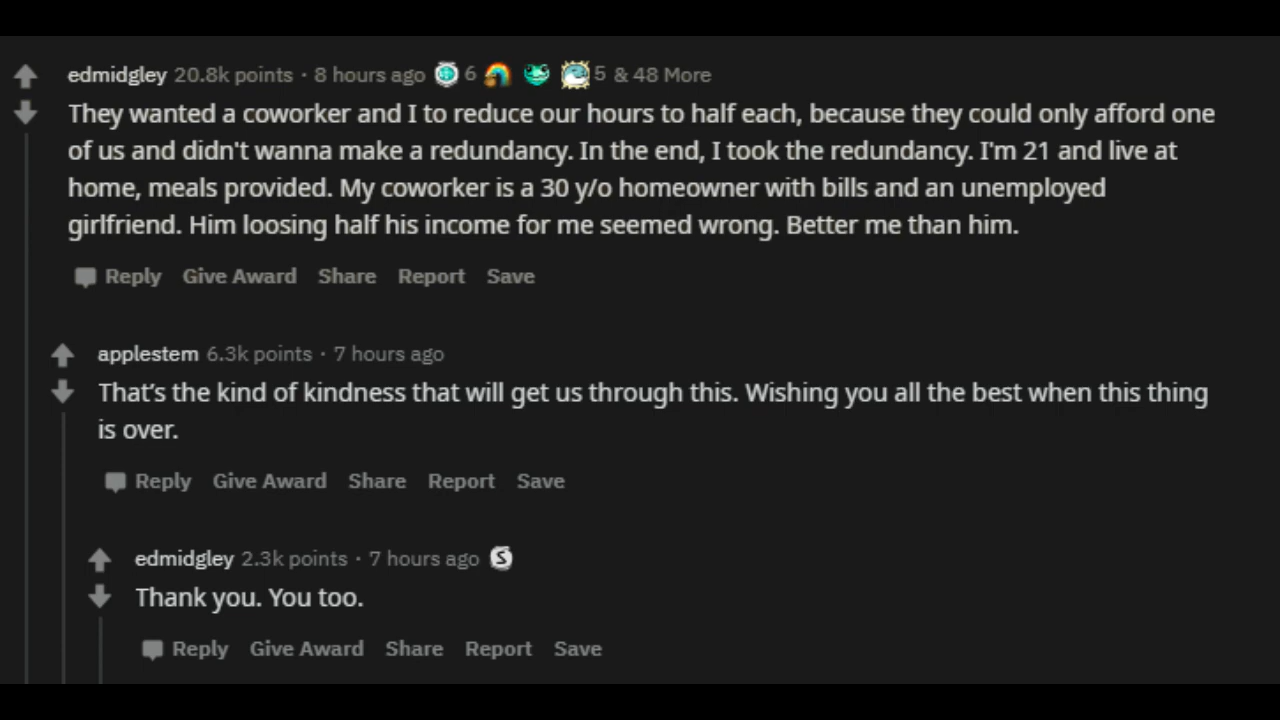 edmidgley 20.8k points · 8 hours ago 6 5 & 48 More
They wanted a coworker and I to reduce our hours to half each, because they could only afford one
of us and didn't wanna make a redundancy. In the end, I took the redundancy. I'm 21 and live at
home, meals provided. My coworker is a 30 y/o homeowner with bills and an unemployed
girlfriend. Him loosing half his income for me seemed wrong. Better me than him.
Reply Give Award Share Report Save
applestem 6.3k points · 7 hours ago
That's the kind of kindness that will get us through this. Wishing you all the best when this thing
is over.
Reply Give Award Share Report Save
edmidgley 2.3k points · 7 hours ago S
Thank you. You too.
Reply Give Award Share Report Save